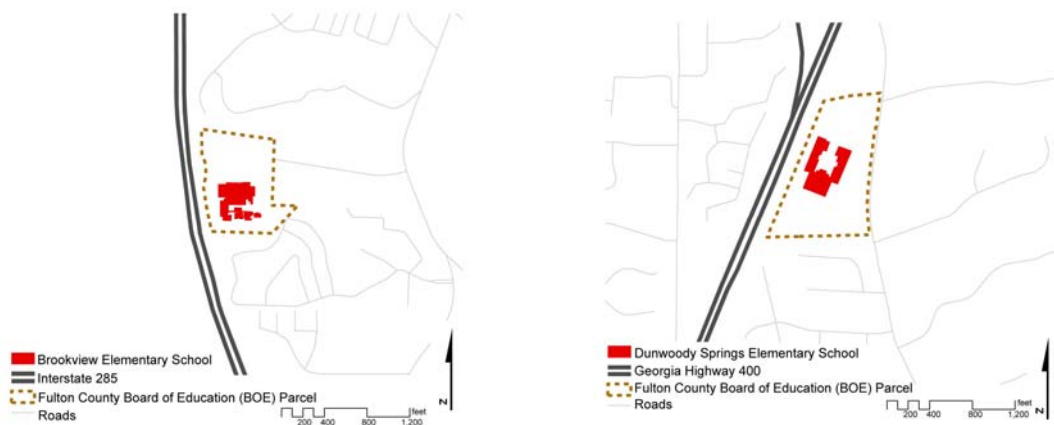 Brookview Elementary School
Interstate 285
Fulton County Board of Education (BOE) Parcel
Roads
feet
200 400 800 1,200
N
Dunwoody Springs Elementary School
Georgia Highway 400
Fulton County Board of Education (BOE) Parcel
Roads
feet
200 400 800 1,200
N